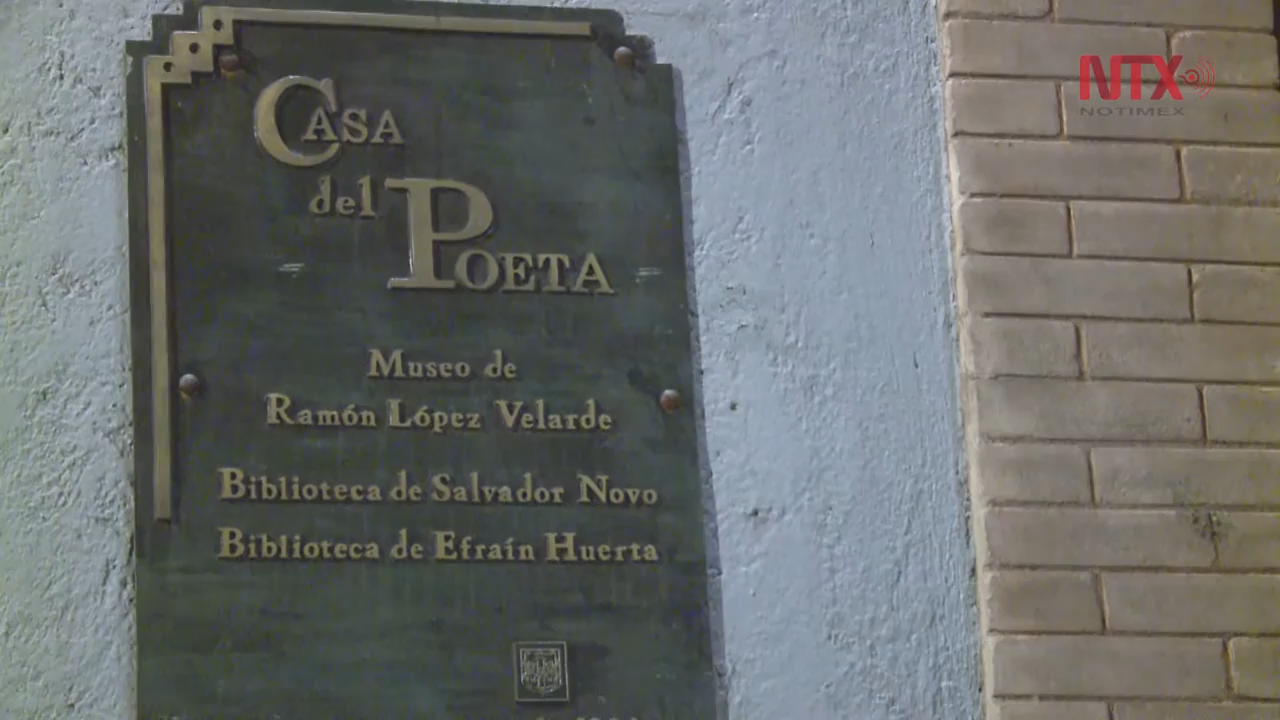 NTX
NOTIMEX
Casa
del Poeta
Museo de
Ramón López Velarde
Biblioteca de Salvador Novo
Biblioteca de Efraín Huerta